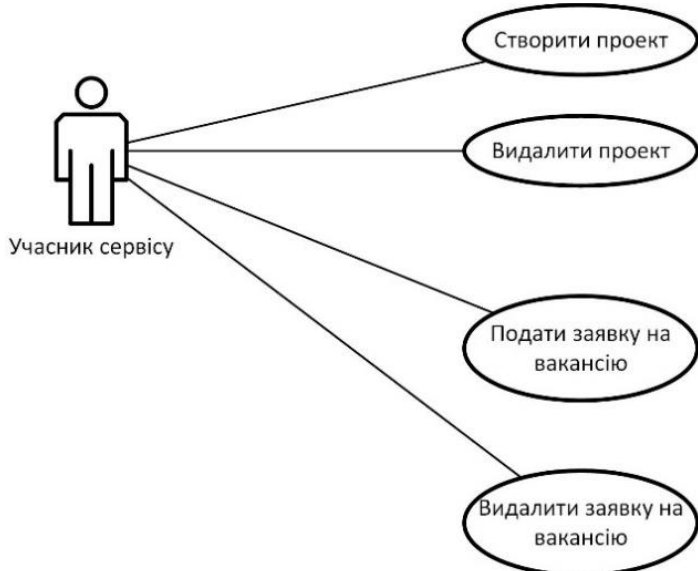 Створити проект
Видалити проект
Учасник сервісу
Подати заявку на
вакансію
Видалити заявку на
вакансію